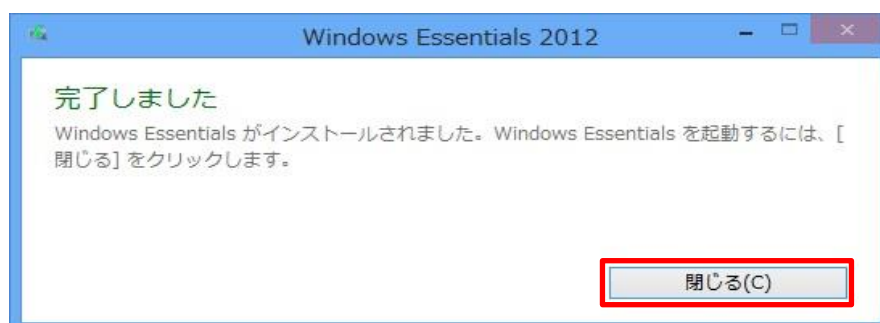 Windows Essentials 2012
完了しました
Windows Essentials がインストールされました。Windows Essentials を起動するには、[
閉じる] をクリックします。
閉じる(C)